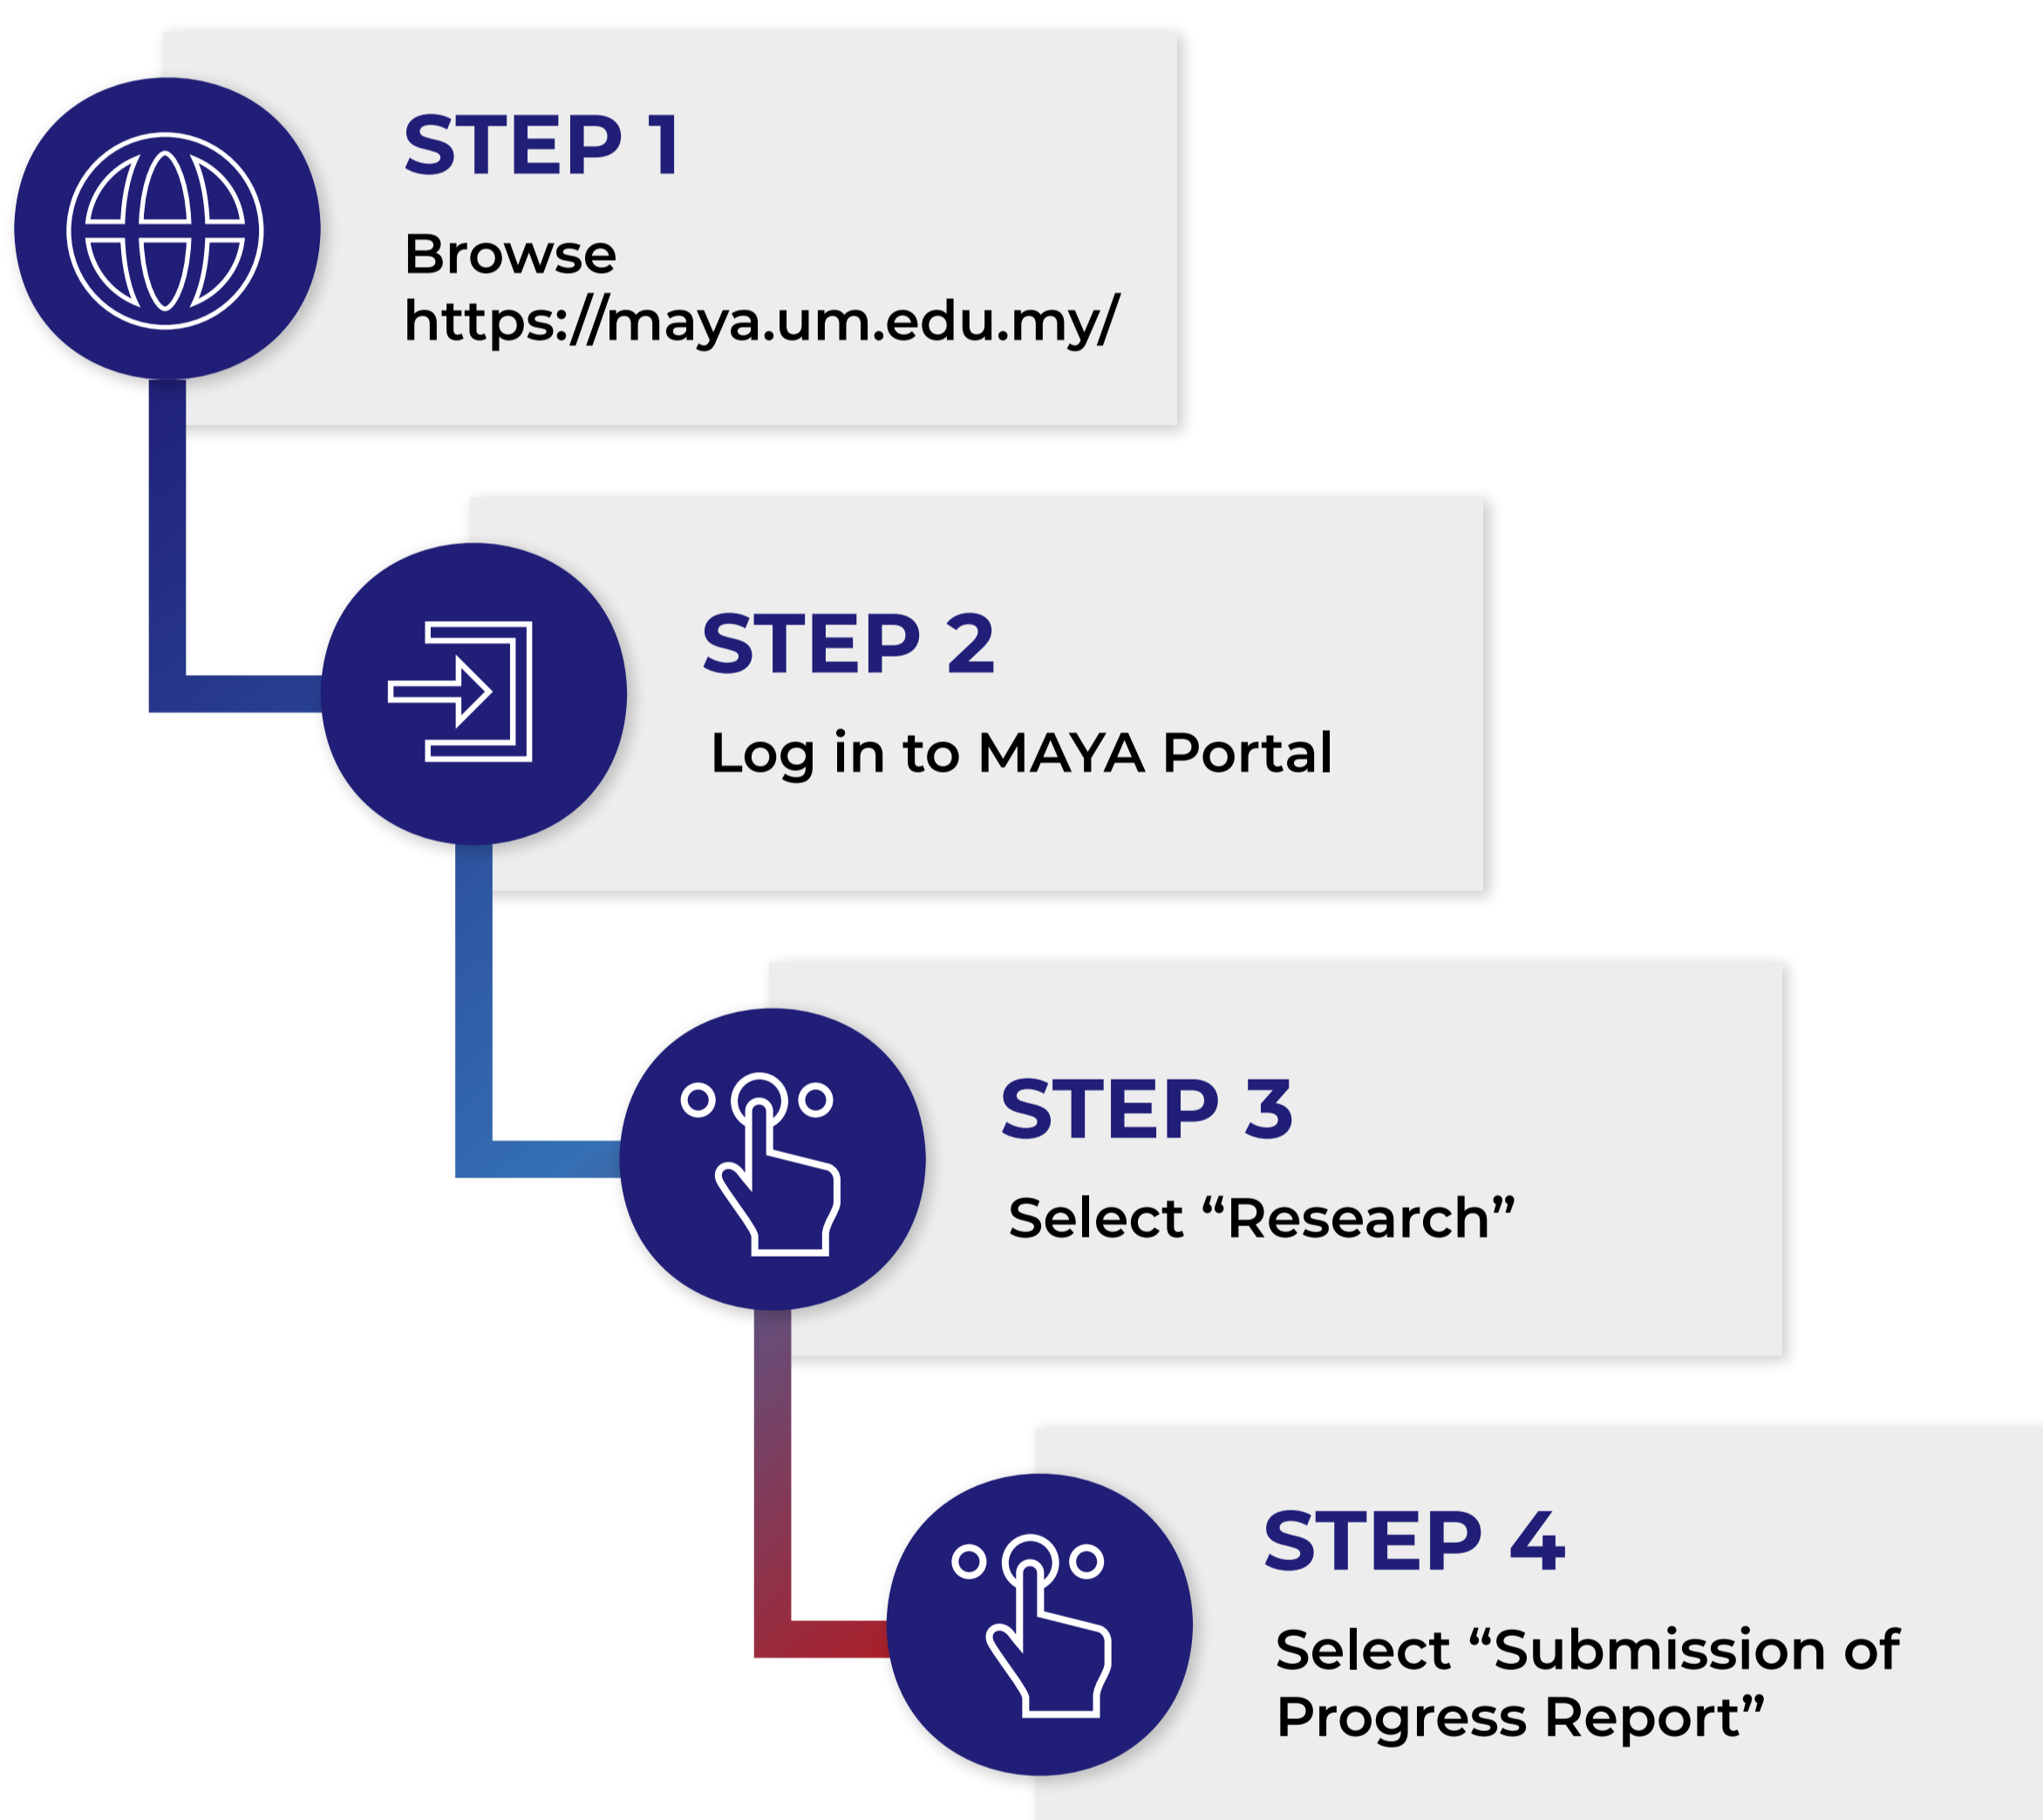 STEP 1
Browse
https://maya.um.edu.my/
STEP 2
Log in to MAYA Portal
STEP 3
Select “Research”
STEP 4
Select “Submission of
Progress Report”